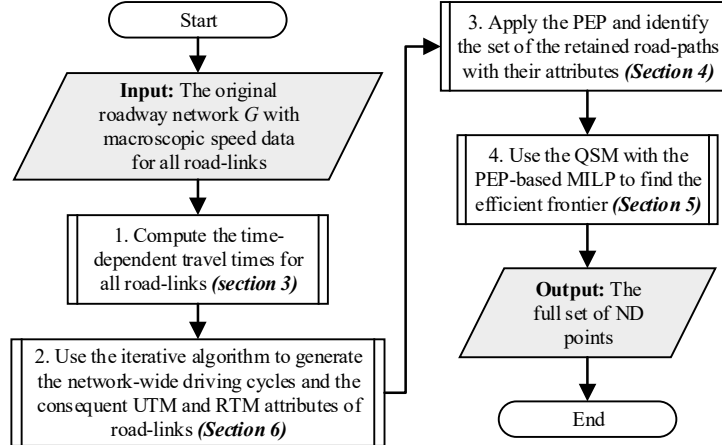 Start
Input: The
original
roadway network G with
macroscopic speed data
for all road-links
1. Compute the time-
dependent travel times for
all road-links (section 3)
2. Use the iterative algorithm to generate
the network-wide driving cycles and the
consequent UTM and RTM attributes of
road-links (Section 6)
3. Apply the PEP and identify
the set of the retained road-paths
with their attributes (Section 4)
4. Use the QSM with the
PEP-based MILP to find the
efficient frontier (Section 5)
Output: The
full set of ND
points
End